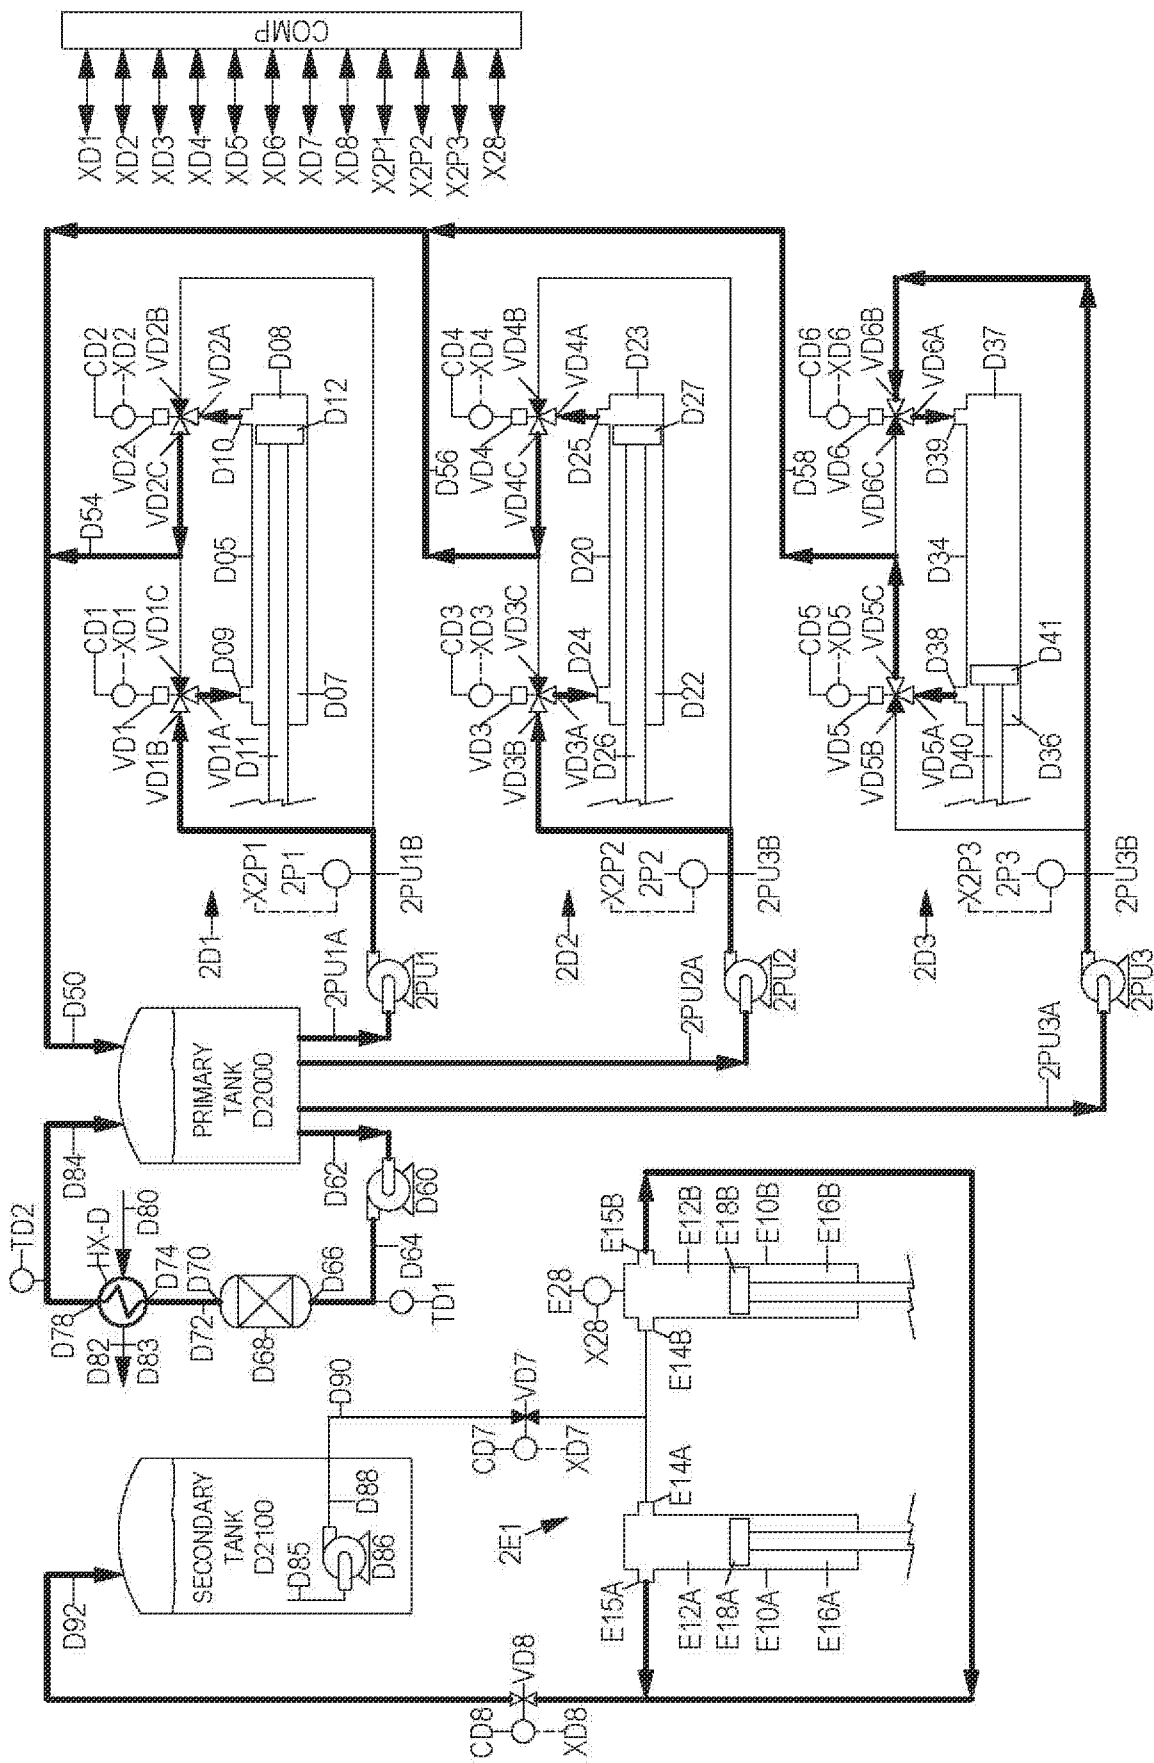 COMP
XD1
XD2
XD3
XD4
XD5
XD6
XD7
XD8
X2P1
X2P2
X2P3
X28
D54
CD2
XD2
VD2B
VD2
VD2C
VD2A
D08
D10
D12
CD1
XD1
VD1C
D05
D09
VD1
VD1B
VD1A
D11
D07
X2P1
2P1
2PU1B
2D1
D56
CD4
XD4
VD4B
VD4
VD4C
VD4A
D23
D25
D27
CD3
XD3
VD3C
D20
D24
VD3
VD3B
VD3A
D26
D22
X2P2
2P2
2PU3B
2D2
D58
CD6
XD6
VD6B
VD6
VD6C
VD6A
D37
D39
CD5
XD5
VD5C
D34
D38
D41
VD5
VD5B
VD5A
D40
D36
X2P3
2P3
2PU3B
2D3
D50
2PU1A
2PU1
2PU2A
2PU2
2PU3A
2PU3
PRIMARY
TANK
D2000
D84
D62
D60
TD2
HX-D
D80
D78
D74
D82
D83
D70
D72
D66
D68
D64
TD1
SECONDARY
TANK
D2100
D92
D85
D86
D88
D90
CD7
VD7
XD7
2E1
CD8
VD8
XD8
E28
X28
E15B
E14B
E12B
E18B
E10B
E16B
E14A
E15A
E12A
E18A
E10A
E16A